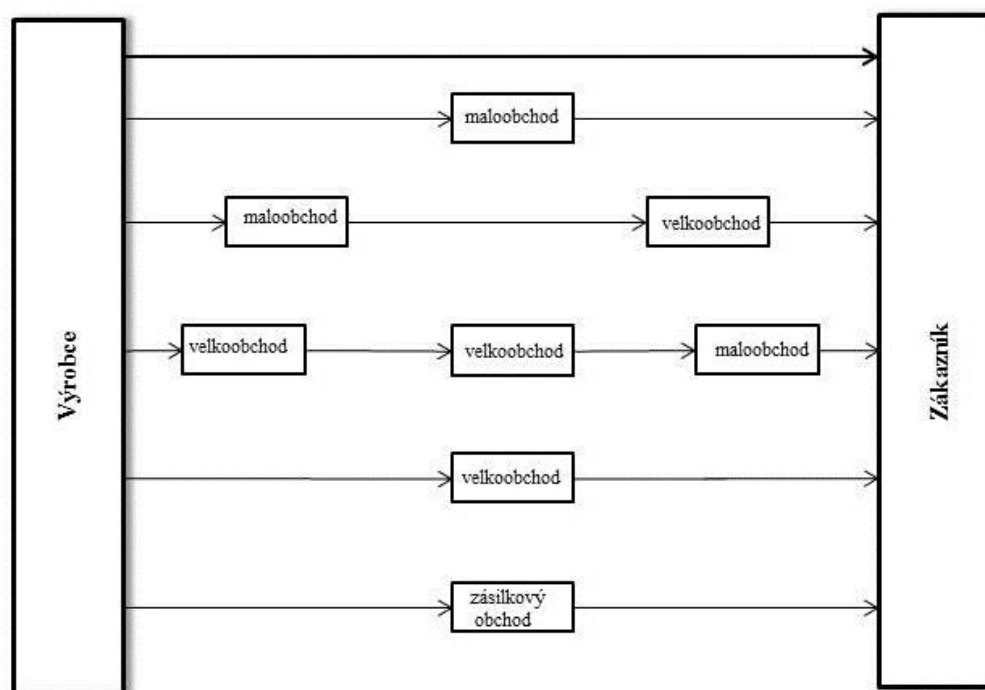 Výrobce
maloobchod
maloobchod
velkoobchod
velkoobchod
velkoobchod
maloobchod
velkoobchod
zásilkový
obchod
Zákazník